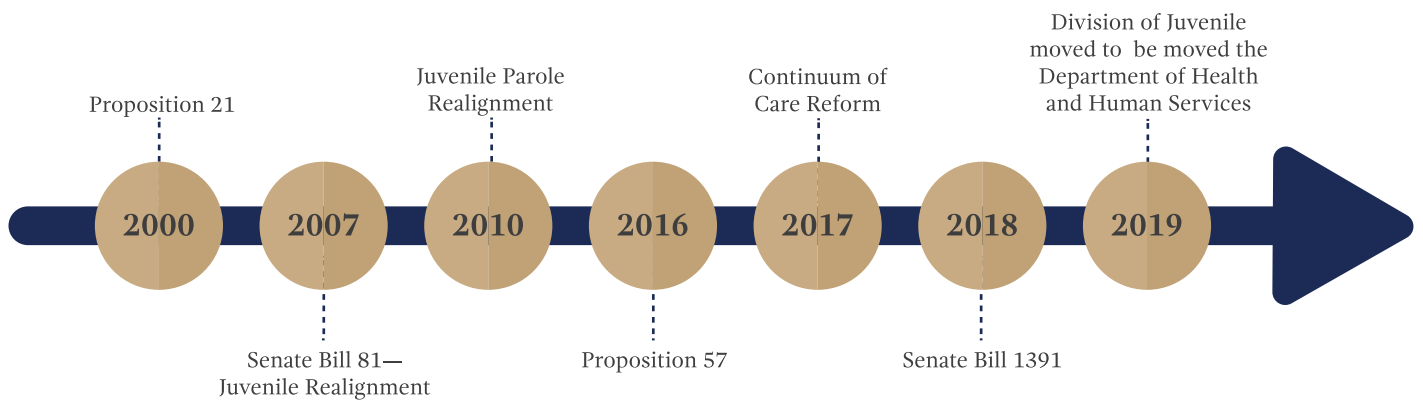 Proposition 21
2000
2007
Senate Bill 81—
Juvenile Realignment
Juvenile Parole
Realignment
2010
2016
Proposition 57
Continuum of
Care Reform
2017
2018
Senate Bill 1391
Division of Juvenile
moved to  be moved the
Department of Health
and Human Services
2019